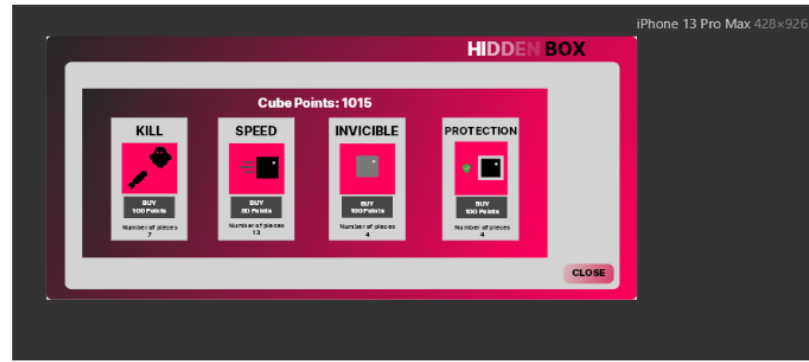 iPhone 13 Pro Max 428×926
HIDDEN BOX
Cube Points: 1015
KILL
SPEED
INVICIBLE
PROTECTION
BUY
100 Points
BUY
50 Points
BUY
100 Points
BUY
100 Points
Number of pieces
7
Number of pieces
13
Number of pieces
4
Number of pieces
4
CLOSE